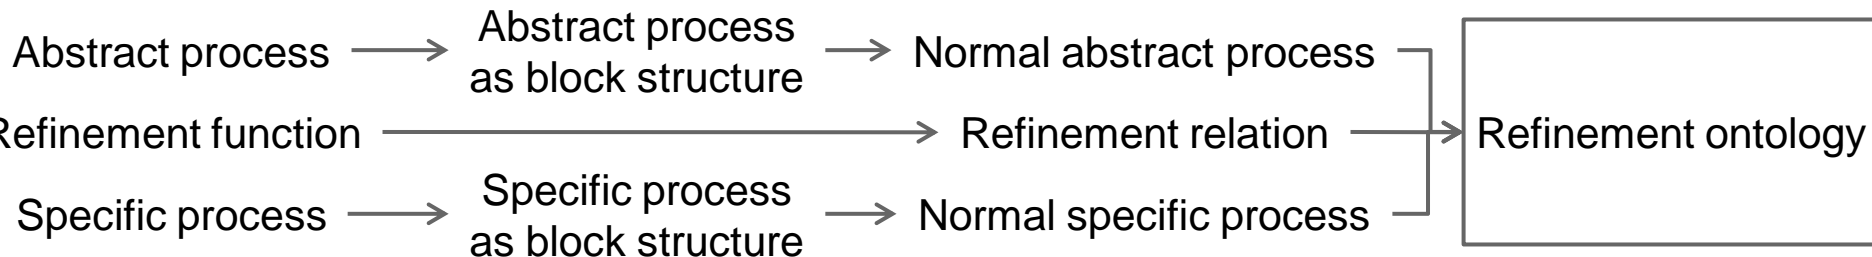 Abstract process
Abstract process
as block structure
Normal abstract process
Refinement function
Refinement relation
Refinement ontology
Specific process
Specific process
as block structure
Normal specific process